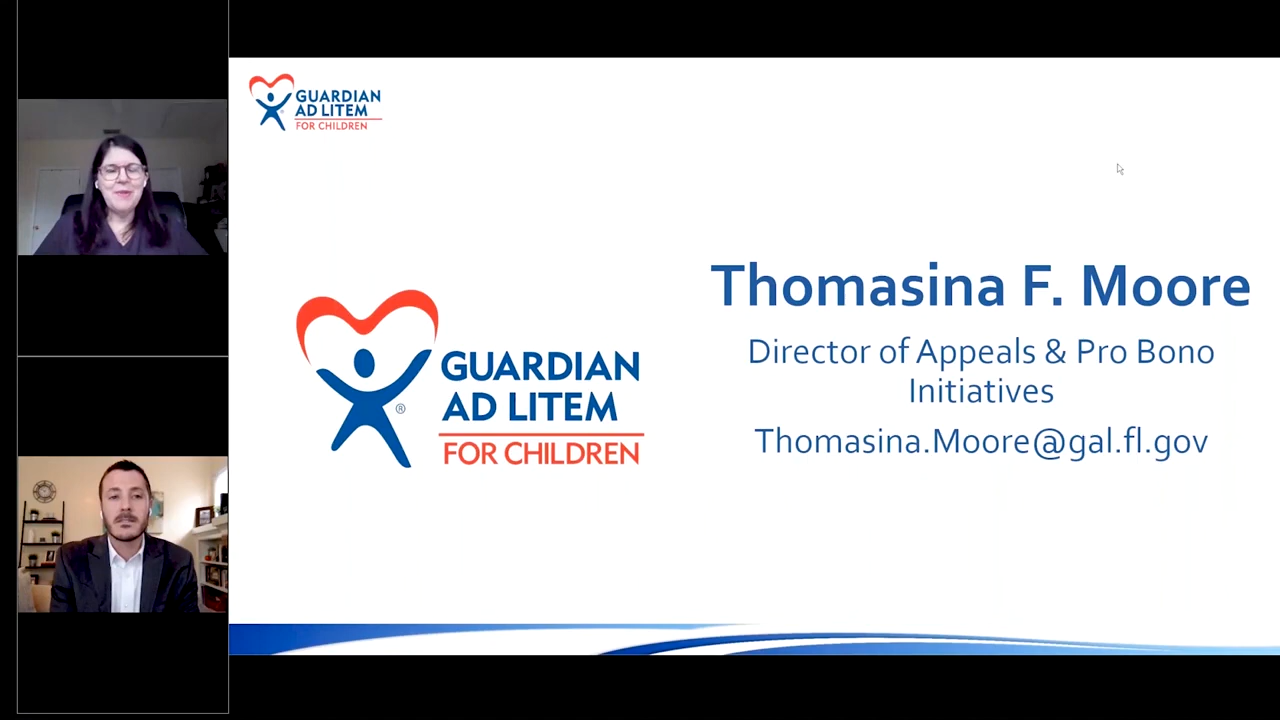 GUARDIAN
AD LITEM
FOR CHILDREN
GUARDIAN
AD LITEM
®
FOR CHILDREN
Thomasina F. Moore
Director of Appeals & Pro Bono
Initiatives
Thomasina.Moore@gal.fl.gov